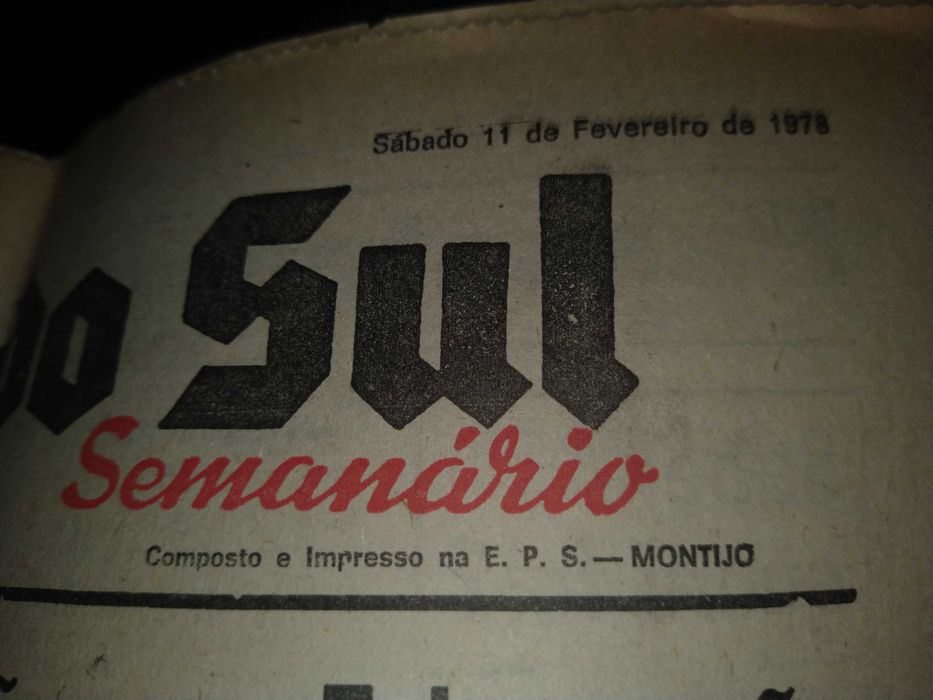 Sábado 11 de Fevereiro de 1978
do Sul
Semanário
Composto e Impresso na E. P. S. — MONTIJO